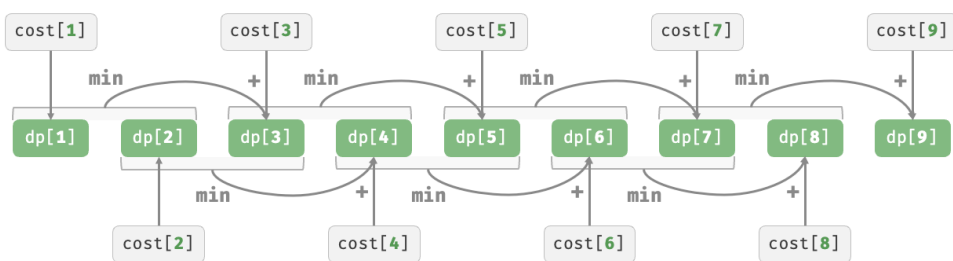 cost[1] cost[3] cost[5] cost[7] cost[9]
min + min + min + min +
dp[1] dp[2] dp[3] dp[4] dp[5] dp[6] dp[7] dp[8] dp[9]
min + min + min +
cost[2] cost[4] cost[6] cost[8]